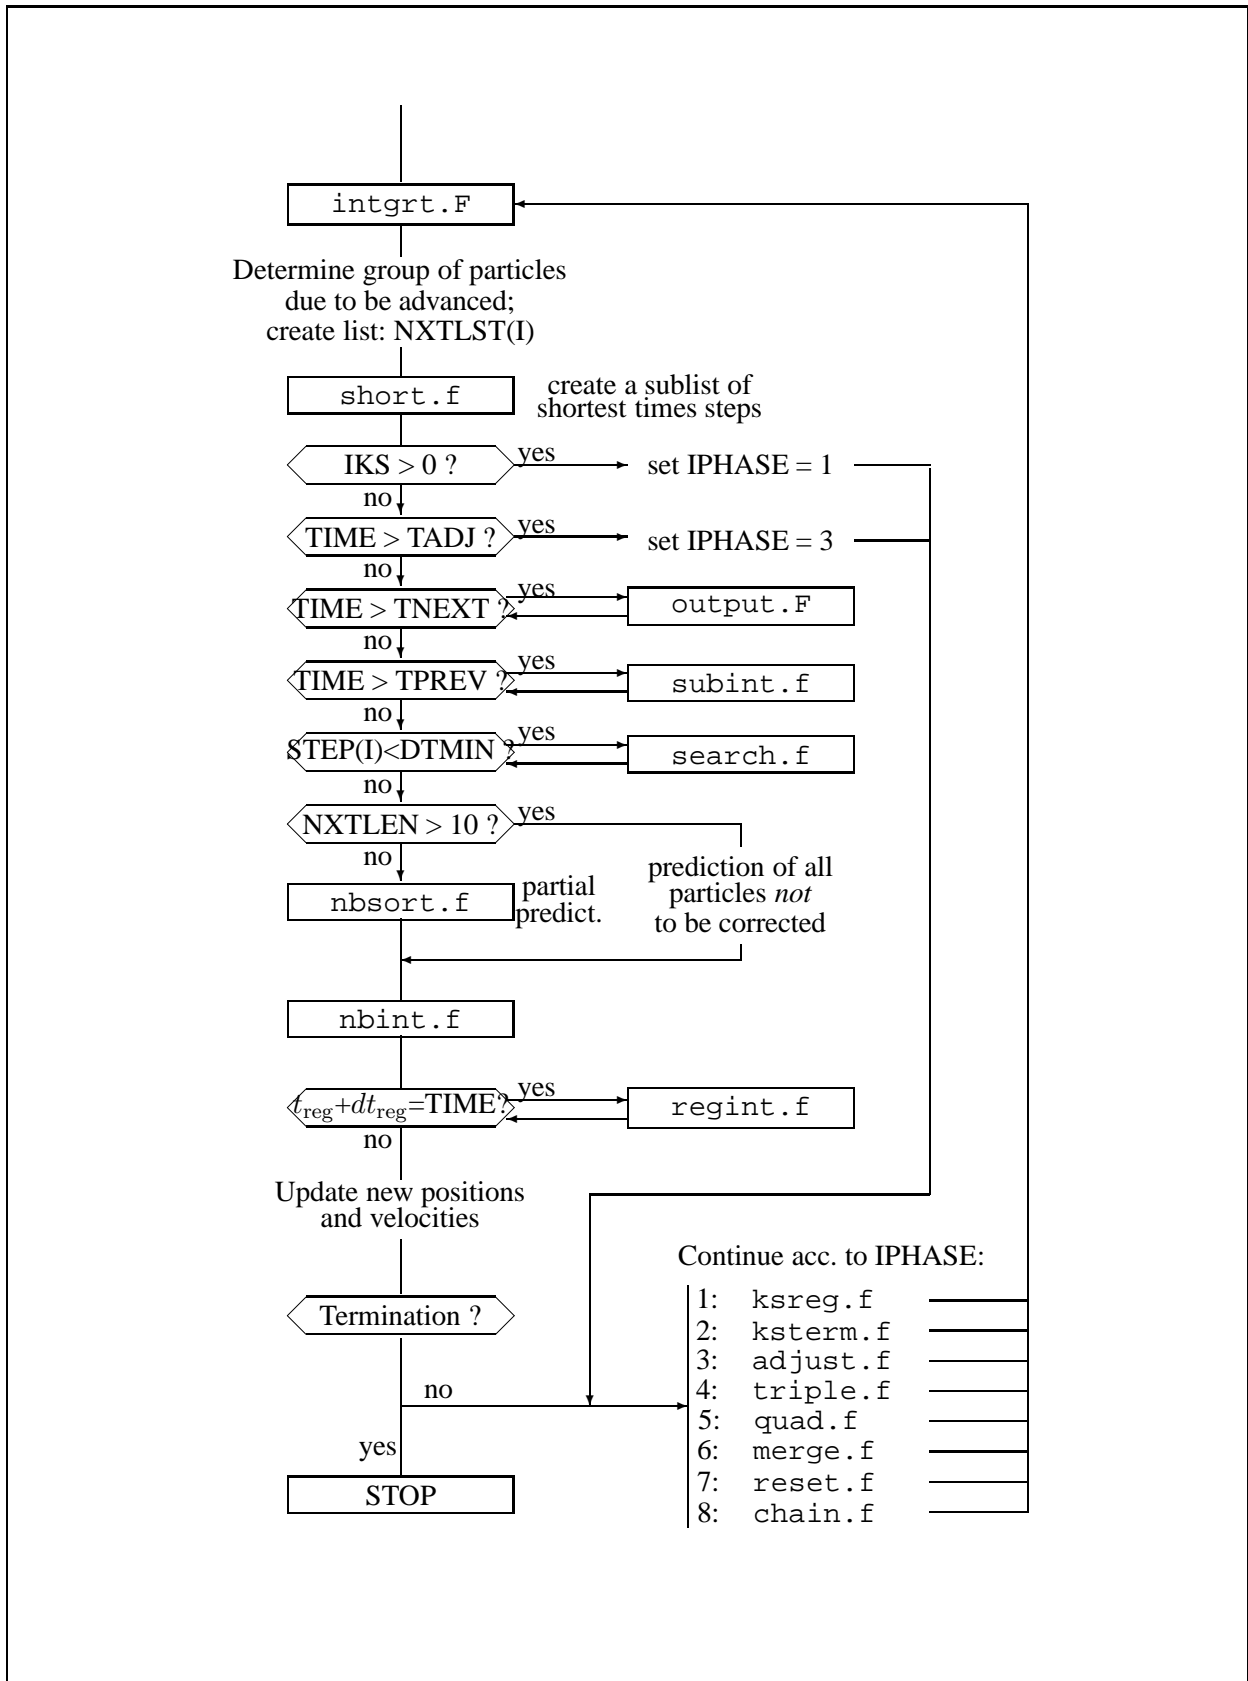 intgrt.F
Determine group of particles
due to be advanced;
create list: NXTLST(I)
short.f
create a sublist of
shortest times steps
IKS > 0 ?
yes
set IPHASE = 1
no
TIME > TADJ ?
yes
set IPHASE = 3
no
TIME > TNEXT ?
yes
output.F
no
TIME > TPREV ?
yes
subint.f
no
STEP(I)<DTMIN ?
yes
search.f
no
NXTLEN > 10 ?
yes
no
nbsort.f
partial
predict.
prediction of all
particles not
to be corrected
nbint.f
t_reg+dt_reg=TIME?
yes
regint.f
no
Update new positions
and velocities
Termination ?
no
yes
STOP
Continue acc. to IPHASE:
1: ksreg.f
2: ksterm.f
3: adjust.f
4: triple.f
5: quad.f
6: merge.f
7: reset.f
8: chain.f